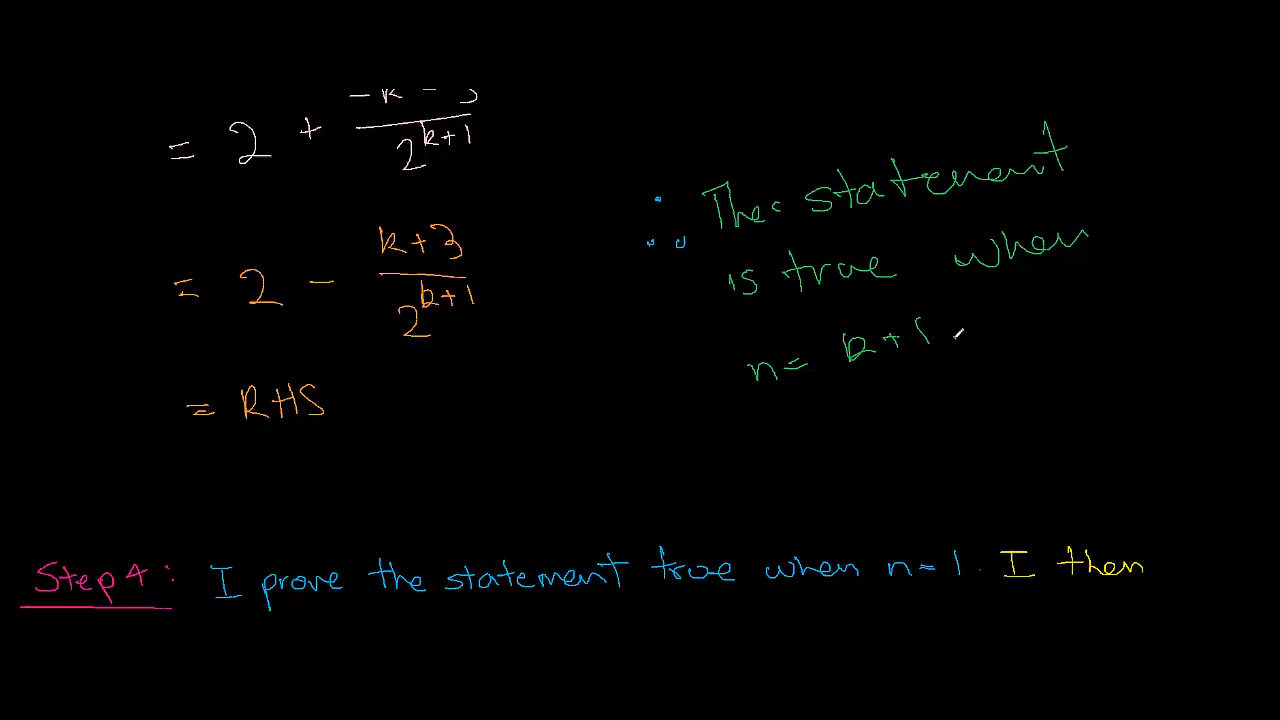 = 2 + (-k - 3)/2^(k+1)
= 2 - (k+3)/2^(k+1)
= RHS
∴ The statement
is true when
n = k+1
Step 4: I prove the statement true when n=1. I then